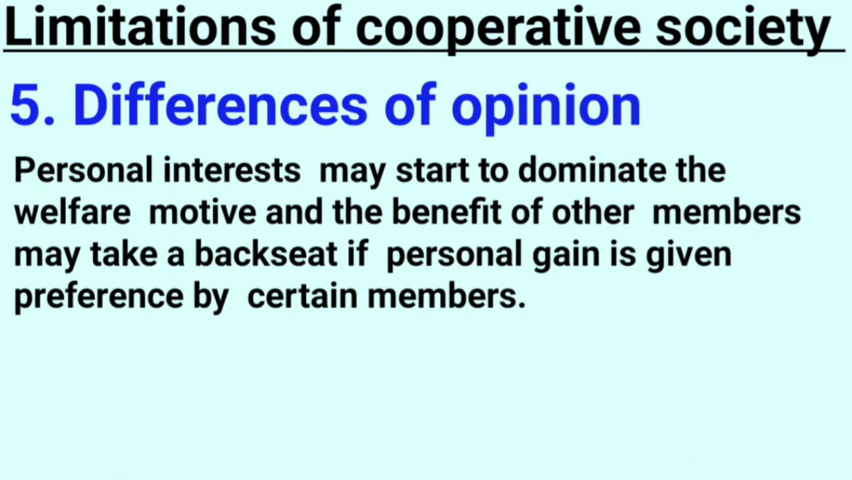 Limitations of cooperative society
5. Differences of opinion
Personal interests may start to dominate the
welfare motive and the benefit of other members
may take a backseat if personal gain is given
preference by certain members.